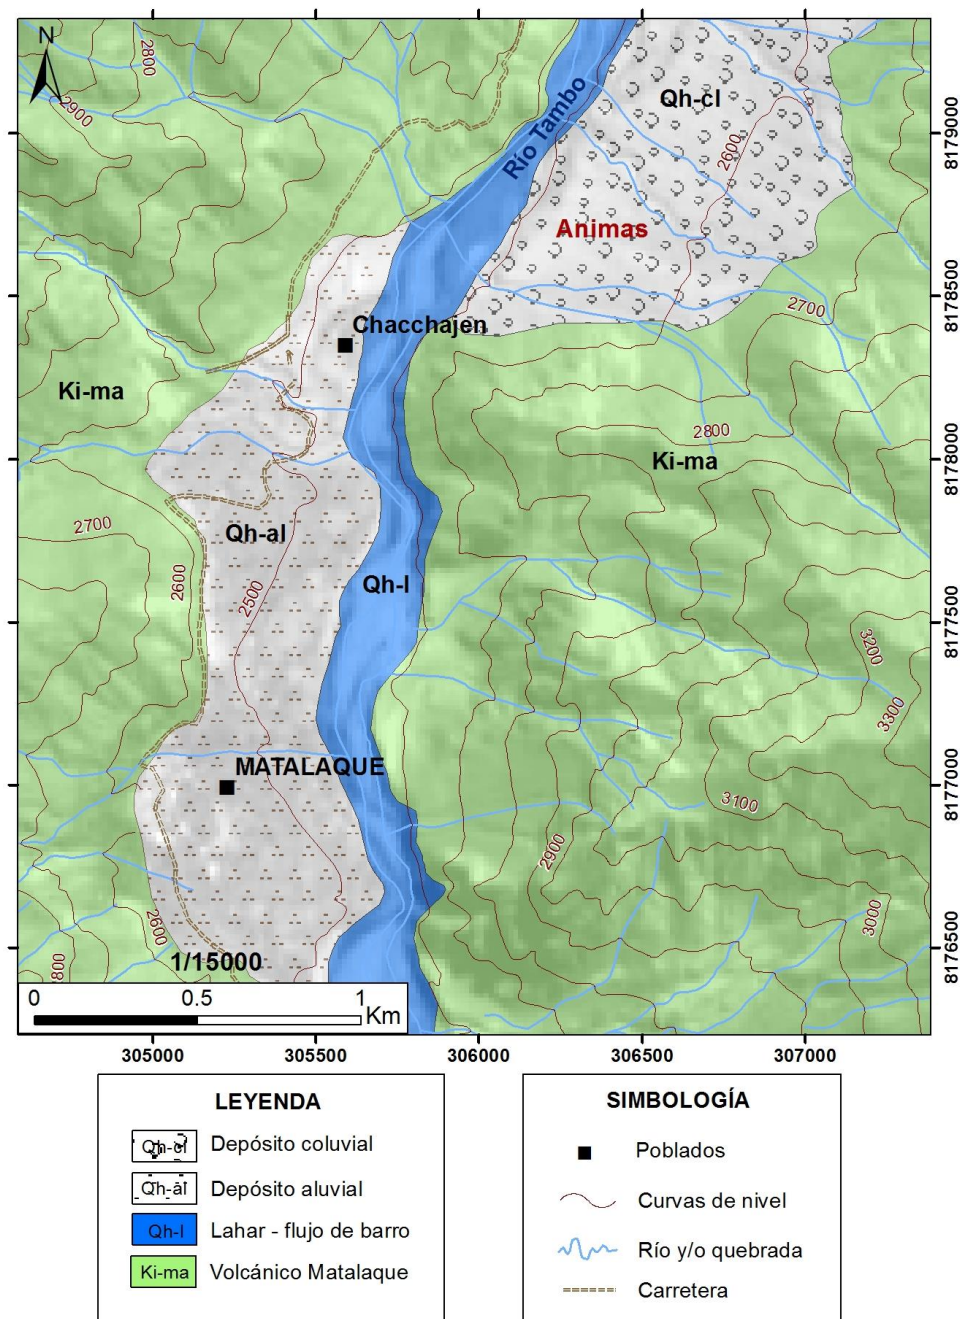 N
2800
2900
Río Tambo
Qh-cl
2600
Animas
8179000
8178500
2700
Chacchajen
Ki-ma
2800
Ki-ma
8178000
2700
Qh-al
2600
2500
Qh-l
8177500
3200
3300
MATALAQUE
8177000
3100
2900
2600
3000
8176500
2800
1/15000
0 0.5 1
Km
305000 305500 306000 306500 307000
LEYENDA
Qh-cl Depósito coluvial
Qh-al Depósito aluvial
Qh-l Lahar - flujo de barro
Ki-ma Volcánico Matalaque
SIMBOLOGÍA
Poblados
Curvas de nivel
Río y/o quebrada
Carretera